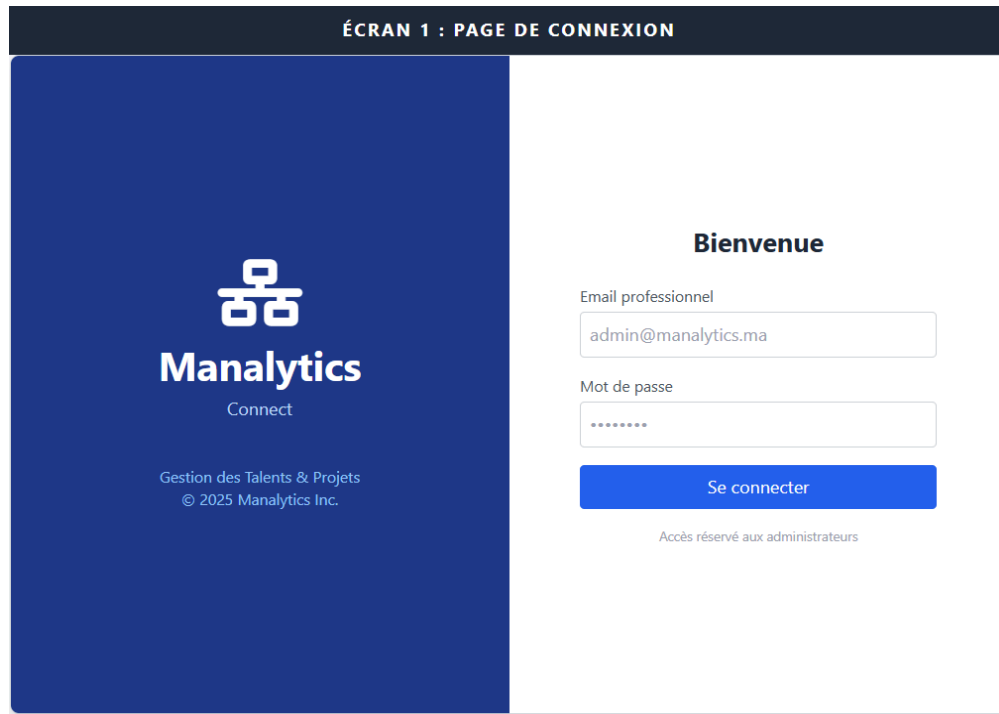 ÉCRAN 1 : PAGE DE CONNEXION
Manalytics
Connect
Gestion des Talents & Projets
© 2025 Manalytics Inc.
Bienvenue
Email professionnel
admin@manalytics.ma
Mot de passe
••••••••
Se connecter
Accès réservé aux administrateurs